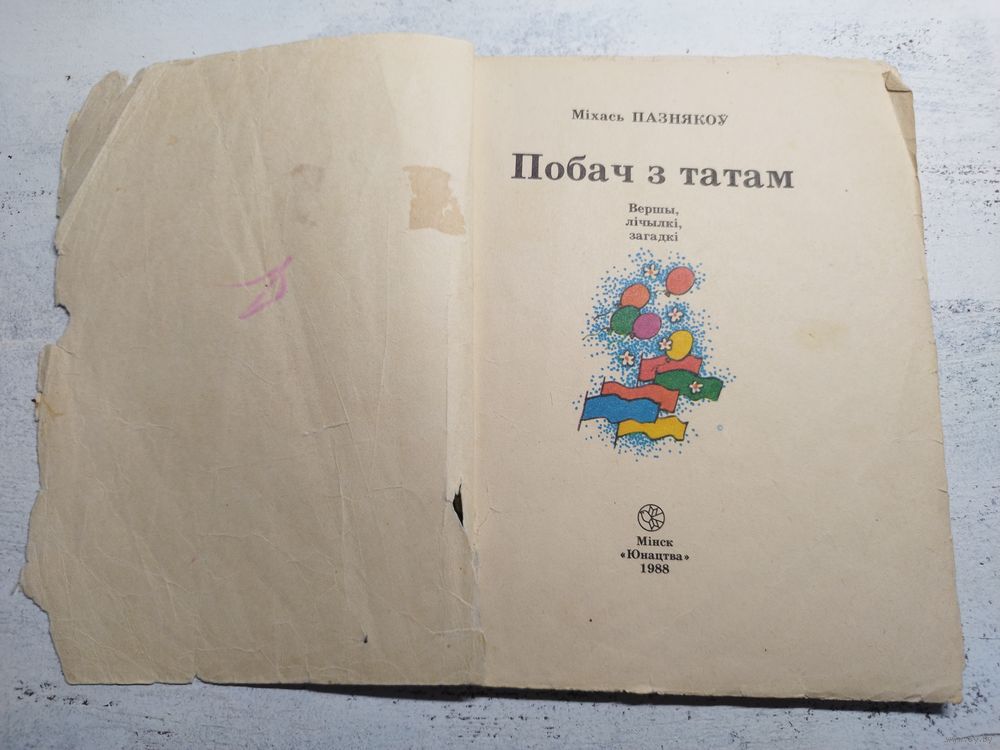 Міхась ПАЗНЯКОЎ
Побач з татам
Вершы,
лічылкі,
загадкі
©
Мінск
«Юнацтва»
1988